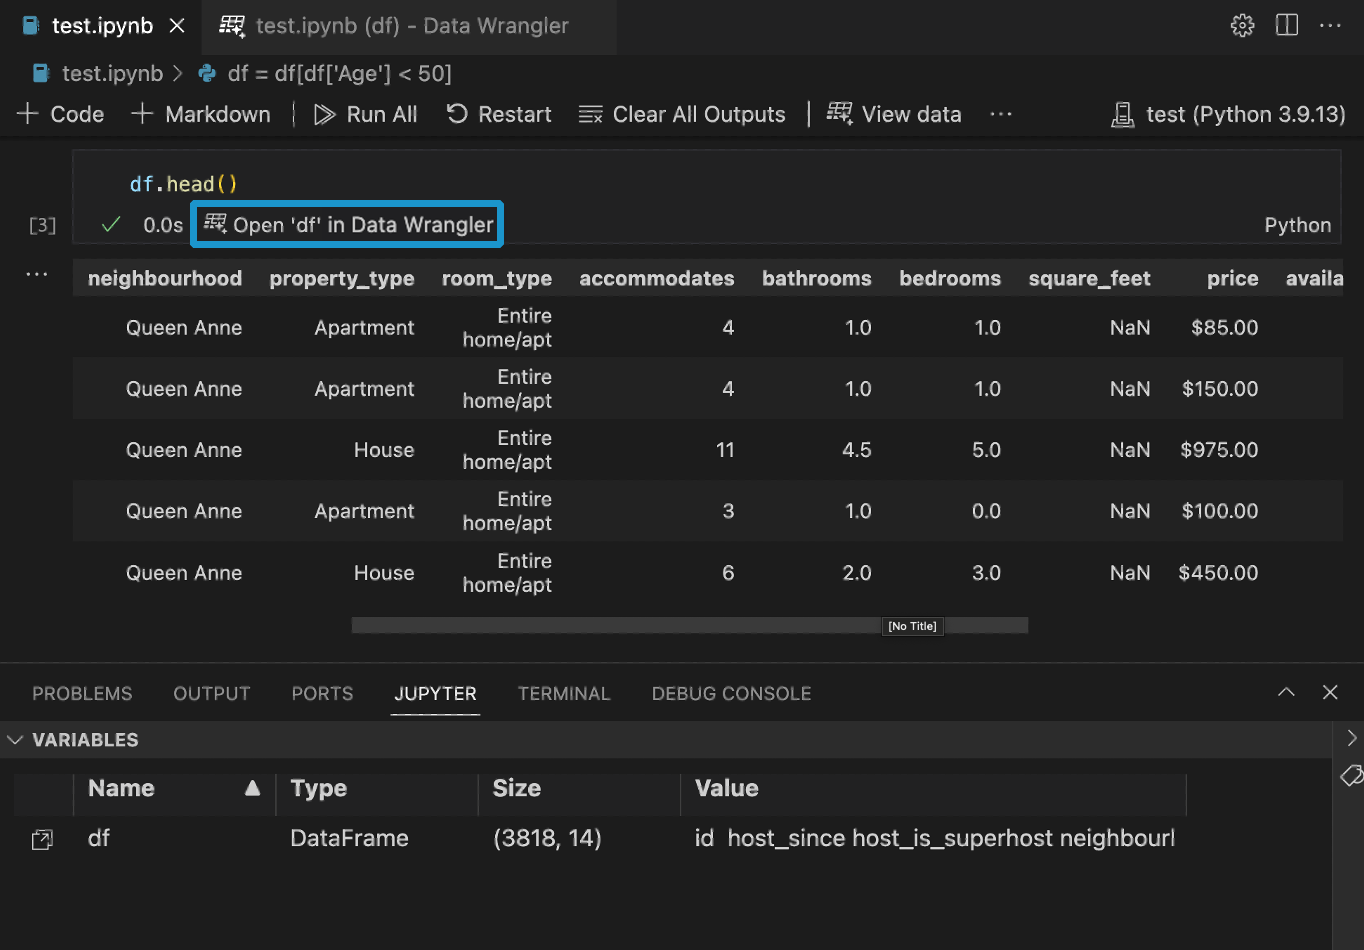 test.ipynb test.ipynb (df) - Data Wrangler
test.ipynb > df = df[df['Age'] < 50]
Code Markdown Run All Restart Clear All Outputs View data ... test (Python 3.9.13)
df.head()
[3] 0.0s Open 'df' in Data Wrangler Python
neighbourhood property_type room_type accommodates bathrooms bedrooms square_feet price availa
Queen Anne Apartment Entire home/apt 4 1.0 1.0 NaN $85.00
Queen Anne Apartment Entire home/apt 4 1.0 1.0 NaN $150.00
Queen Anne House Entire home/apt 11 4.5 5.0 NaN $975.00
Queen Anne Apartment Entire home/apt 3 1.0 0.0 NaN $100.00
Queen Anne House Entire home/apt 6 2.0 3.0 NaN $450.00
[No Title]
PROBLEMS OUTPUT PORTS JUPYTER TERMINAL DEBUG CONSOLE
VARIABLES
Name Type Size Value
df DataFrame (3818, 14) id host_since host_is_superhost neighbourl